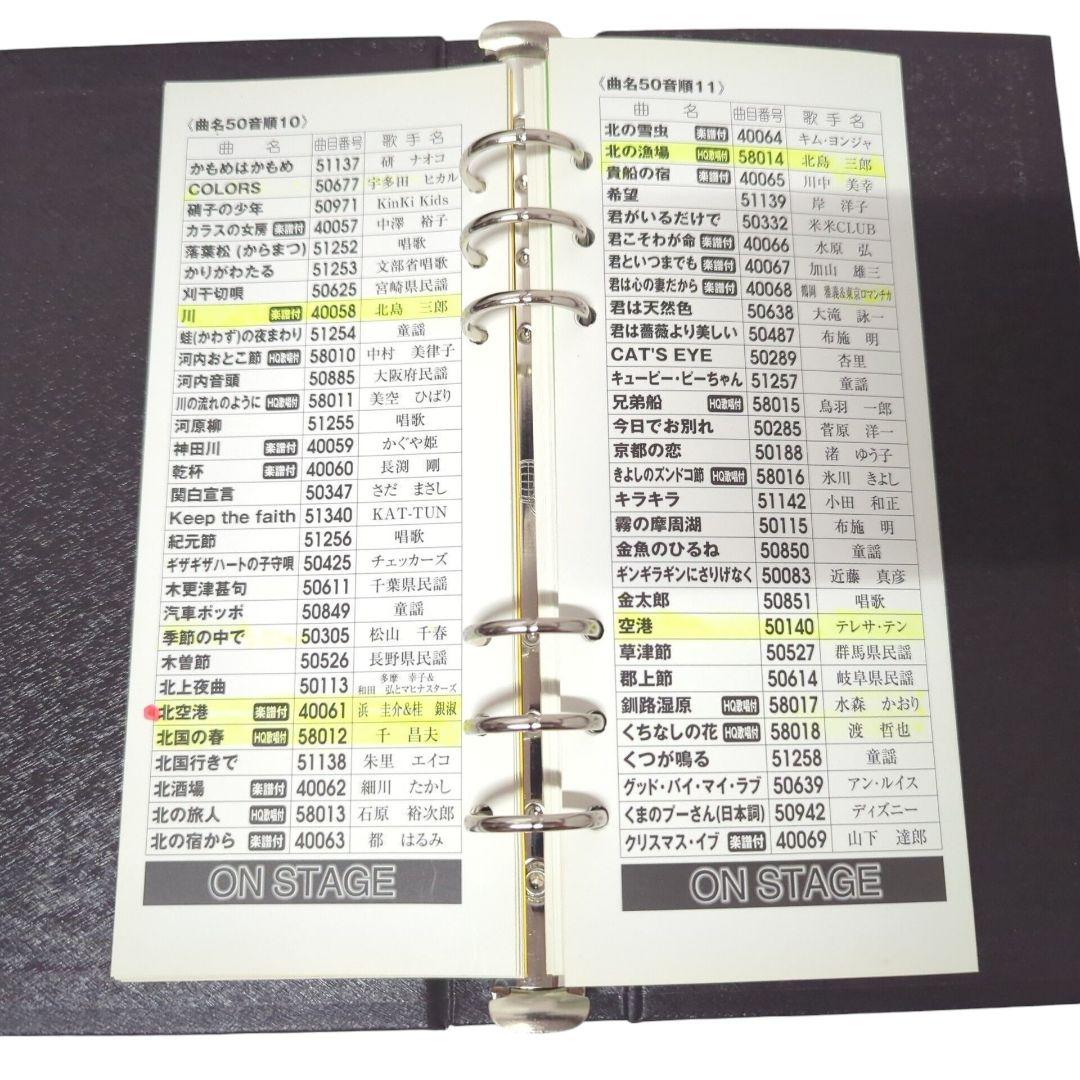 《曲名50音順10》
曲名 曲目番号 歌手名
かもめはかもめ 51137 研 ナオコ
COLORS 50677 宇多田 ヒカル
硝子の少年 50971 KinKi Kids
カラスの女房 楽譜付 40057 中澤 裕子
落葉松 (からまつ) 51252 唱歌
かりがわたる 51253 文部省唱歌
刈干切唄 50625 宮崎県民謡
川 楽譜付 40058 北島 三郎
蛙(かわず)の夜まわり 51254 童謡
河内おとこ節 HQ歌唱付 58010 中村 美律子
河内音頭 50885 大阪府民謡
川の流れのように HQ歌唱付 58011 美空 ひばり
河原柳 51255 唱歌
神田川 楽譜付 40059 かぐや姫
乾杯 楽譜付 40060 長渕 剛
関白宣言 50347 さだ まさし
Keep the faith 51340 KAT-TUN
紀元節 51256 唱歌
ギザギザハートの子守唄 50425 チェッカーズ
木更津甚句 50611 千葉県民謡
汽車ポッポ 50849 童謡
季節の中で 50305 松山 千春
木曽節 50526 長野県民謡
北上夜曲 50113 多摩 幸子&
和田 弘とマヒナスターズ
北空港 楽譜付 40061 浜 圭介&桂 銀淑
北国の春 HQ歌唱付 58012 千 昌夫
北国行きで 51138 朱里 エイコ
北酒場 楽譜付 40062 細川 たかし
北の旅人 HQ歌唱付 58013 石原 裕次郎
北の宿から 楽譜付 40063 都 はるみ
ON STAGE
《曲名50音順11》
曲名 曲目番号 歌手名
北の雪虫 楽譜付 40064 キム・ヨンジャ
北の漁場 HQ歌唱付 58014 北島 三郎
貴船の宿 楽譜付 40065 川中 美幸
希望 51139 岸 洋子
君がいるだけで 50332 米米CLUB
君こそわが命 楽譜付 40066 水原 弘
君といつまでも 楽譜付 40067 加山 雄三
君は心の妻だから 楽譜付 40068 鶴岡 雅義&東京ロマンチカ
君は天然色 50638 大滝 詠一
君は薔薇より美しい 50487 布施 明
CAT'S EYE 50289 杏里
キューピー・ピーちゃん 51257 童謡
兄弟船 HQ歌唱付 58015 鳥羽 一郎
今日でお別れ 50285 菅原 洋一
京都の恋 50188 渚 ゆう子
きよしのズンドコ節 HQ歌唱付 58016 氷川 きよし
キラキラ 51142 小田 和正
霧の摩周湖 50115 布施 明
金魚のひるね 50850 童謡
ギンギラギンにさりげなく 50083 近藤 真彦
金太郎 50851 唱歌
空港 50140 テレサ・テン
草津節 50527 群馬県民謡
郡上節 50614 岐阜県民謡
釧路湿原 HQ歌唱付 58017 水森 かおり
くちなしの花 HQ歌唱付 58018 渡 哲也
くつが鳴る 51258 童謡
グッド・バイ・マイ・ラブ 50639 アン・ルイス
くまのプーさん(日本詞) 50942 ディズニー
クリスマス・イブ 楽譜付 40069 山下 達郎
ON STAGE